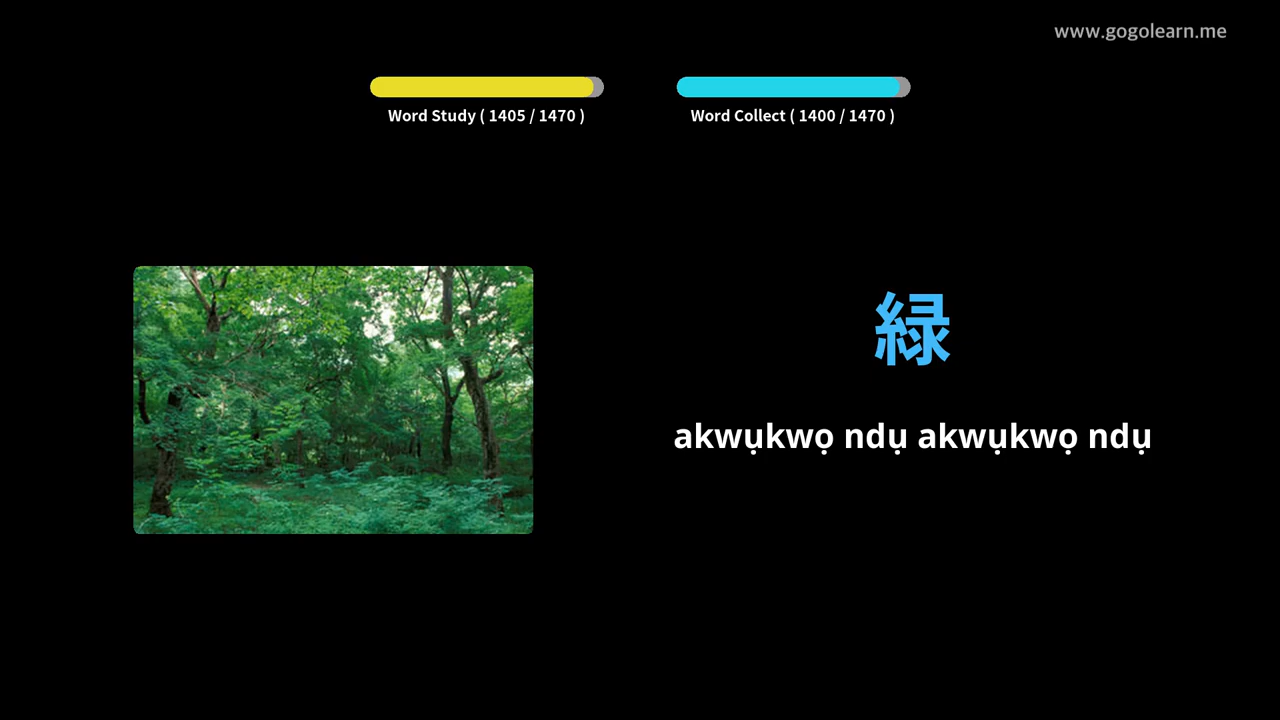 www.gogolearn.me
Word Study ( 1405 / 1470 )
Word Collect ( 1400 / 1470 )
緑
akwụkwọ ndụ akwụkwọ ndụ